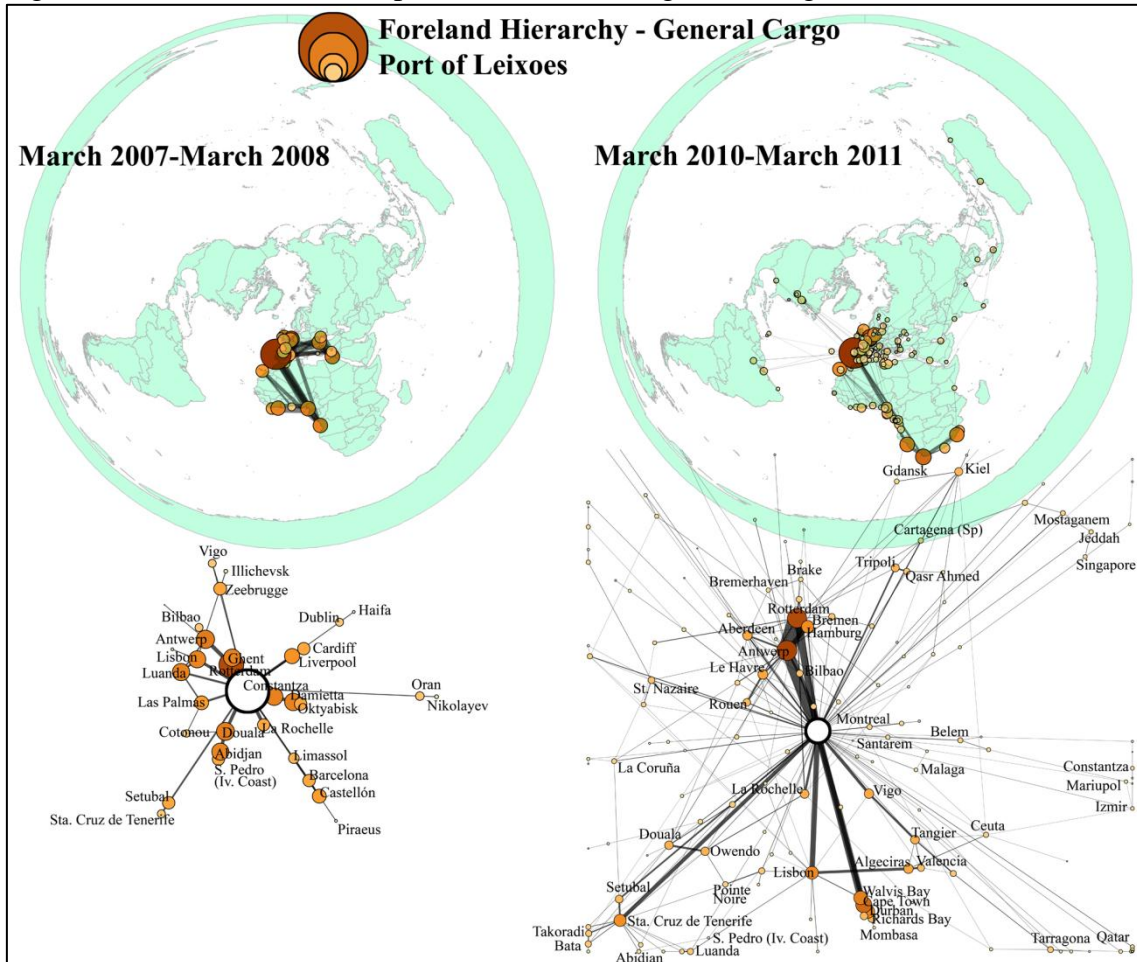 Foreland Hierarchy - General Cargo
Port of Leixoes
March 2007-March 2008
March 2010-March 2011
Vigo
Illichevsk
Zeebrugge
Bilbao
Dublin
Haifa
Antwerp
Cardiff
Lisbon
Ghent
Liverpool
Rotterdam
Luanda
Constantza
Oran
Las Palmas
Damietta
Nikolayev
Oktyabisk
Cotonou
Douala
La Rochelle
Abidjan
Limassol
S. Pedro
(Iv. Coast)
Barcelona
Setubal
Castellón
Sta. Cruz de Tenerife
Piraeus
Gdansk
Kiel
Cartagena (Sp)
Mostaganem
Jeddah
Tripoli
Singapore
Brake
Qasr Ahmed
Bremerhaven
Rotterdam
Bremen
Aberdeen
Hamburg
Antwerp
Le Havre
Bilbao
St. Nazaire
Rouen
Montreal
Belem
Santarem
La Coruña
Malaga
Constantza
Mariupol
La Rochelle
Vigo
Izmir
Douala
Tangier
Ceuta
Owendo
Lisbon
Algeciras
Valencia
Setubal
Pointe
Noire
Walvis Bay
Cape Town
Durban
Sta. Cruz de Tenerife
Richards Bay
Takoradi
Mombasa
Bata
S. Pedro (Iv. Coast)
Abidjan
Luanda
Tarragona
Qatar